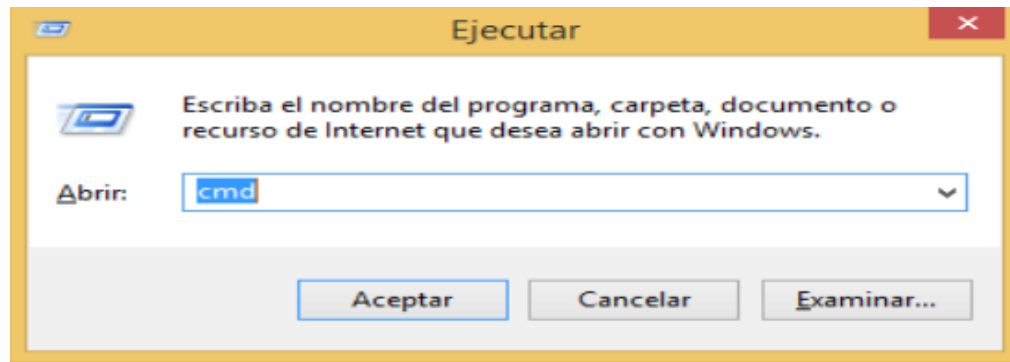 Ejecutar
Escriba el nombre del programa, carpeta, documento o
recurso de Internet que desea abrir con Windows.
Abrir: cmd
Aceptar Cancelar Examinar...